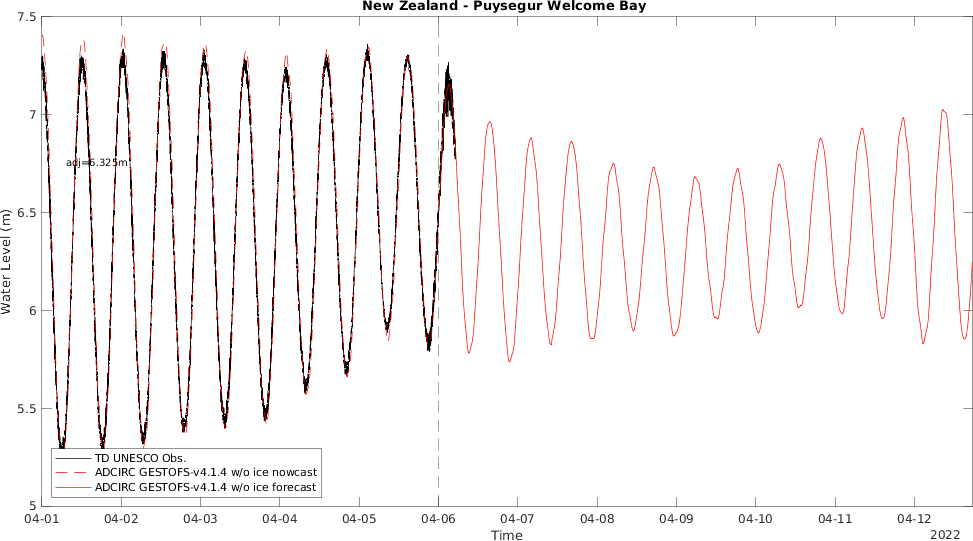 New Zealand - Puysegur Welcome Bay
7.5
7
6.5
6
5.5
5
Water Level (m)
adj=6.325m
TD UNESCO Obs.
ADCIRC GESTOFS-v4.1.4 w/o ice nowcast
ADCIRC GESTOFS-v4.1.4 w/o ice forecast
04-01 04-02 04-03 04-04 04-05 04-06 04-07 04-08 04-09 04-10 04-11 04-12
Time
2022